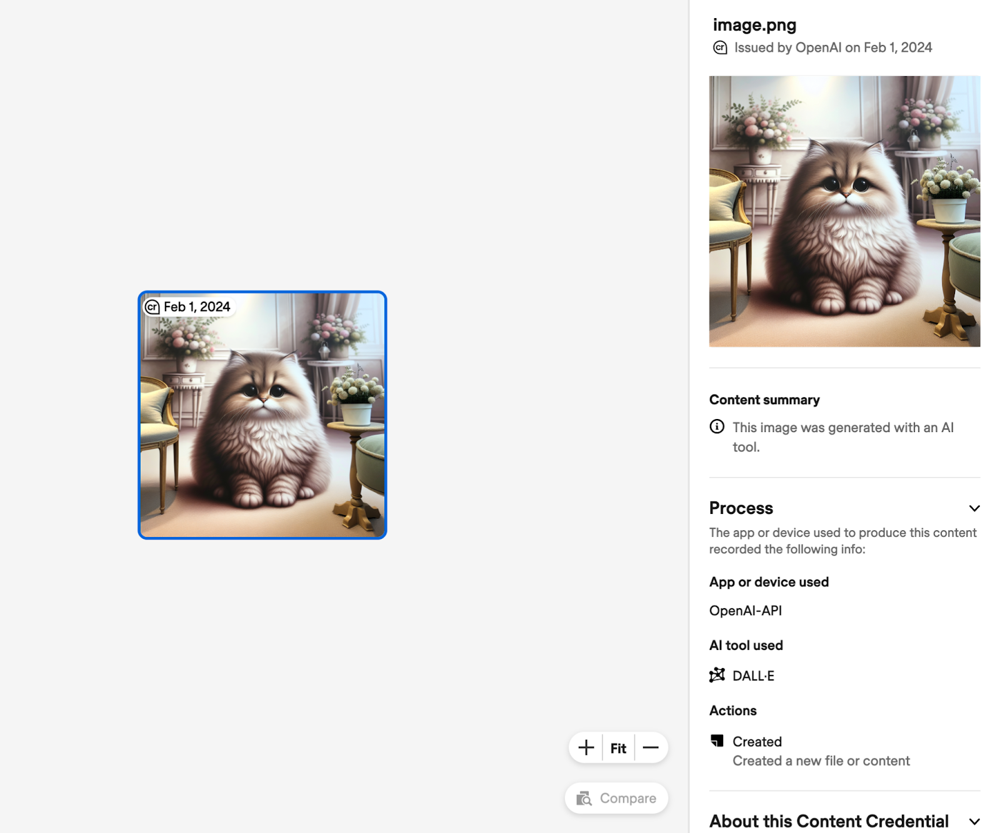 Feb 1, 2024
Fit
Compare
image.png
cr Issued by OpenAI on Feb 1, 2024
Content summary
This image was generated with an AI
tool.
Process
The app or device used to produce this content
recorded the following info:
App or device used
OpenAI-API
AI tool used
DALL·E
Actions
Created
Created a new file or content
About this Content Credential